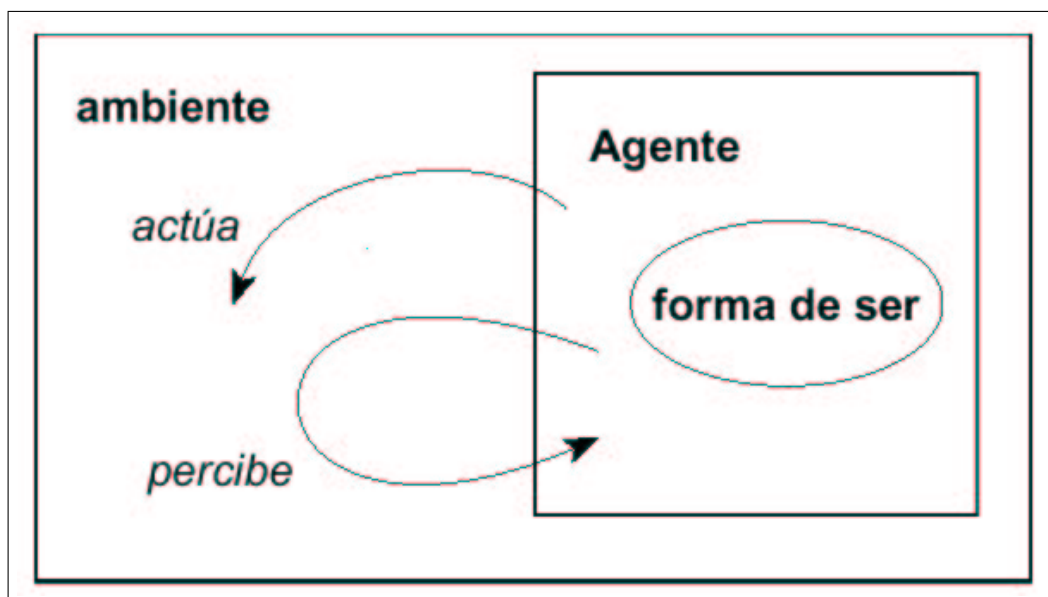 ambiente
Agente
actúa
forma de ser
percibe